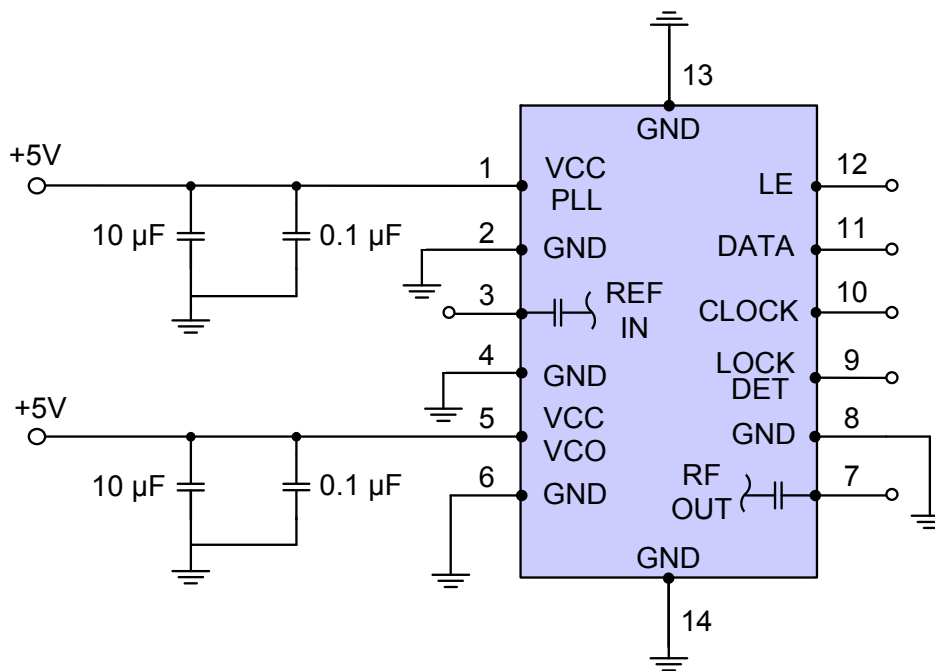 13
GND
+5V
1
VCC
PLL
12
LE
10 µF
0.1 µF
2
GND
11
DATA
3
REF
IN
10
CLOCK
4
GND
9
LOCK
DET
+5V
5
VCC
VCO
8
GND
10 µF
0.1 µF
6
GND
7
RF
OUT
GND
14